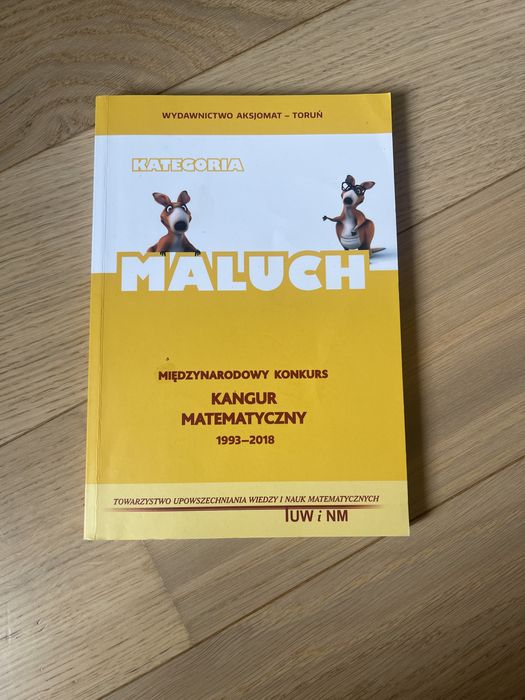 WYDAWNICTWO AKSJOMAT – TORUŃ
KATEGORIA
MALUCH
MIĘDZYNARODOWY KONKURS
KANGUR
MATEMATYCZNY
1993–2018
TOWARZYSTWO UPOWSZECHNIANIA WIEDZY I NAUK MATEMATYCZNYCH
TUW i NM